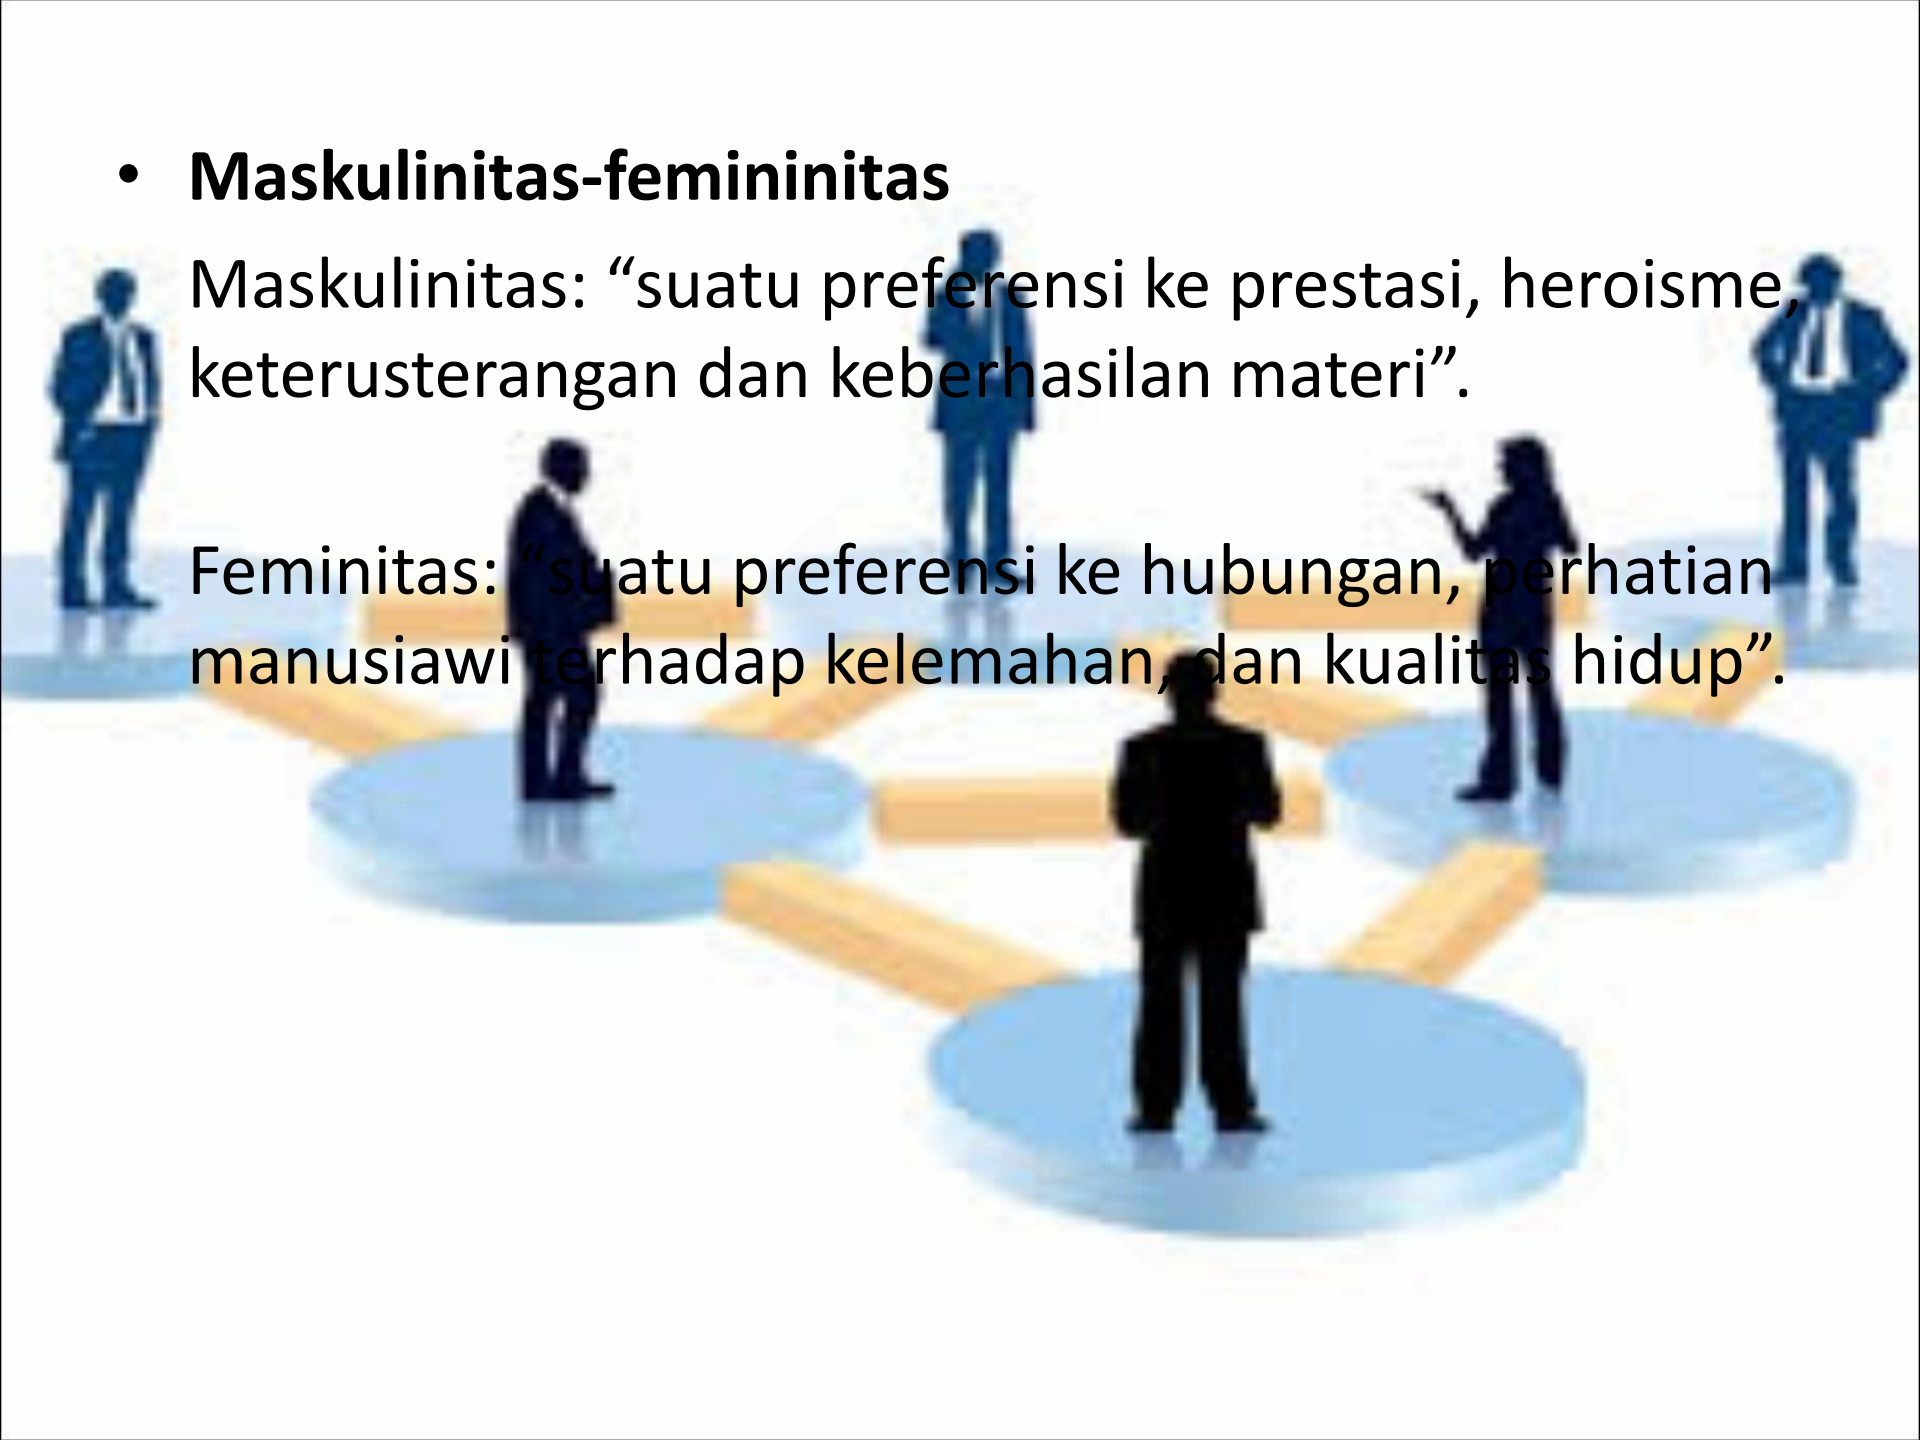 • Maskulinitas-femininitas
Maskulinitas: “suatu preferensi ke prestasi, heroisme,
keterusterangan dan keberhasilan materi”.
Feminitas: “suatu preferensi ke hubungan, perhatian
manusiawi terhadap kelemahan, dan kualitas hidup”.